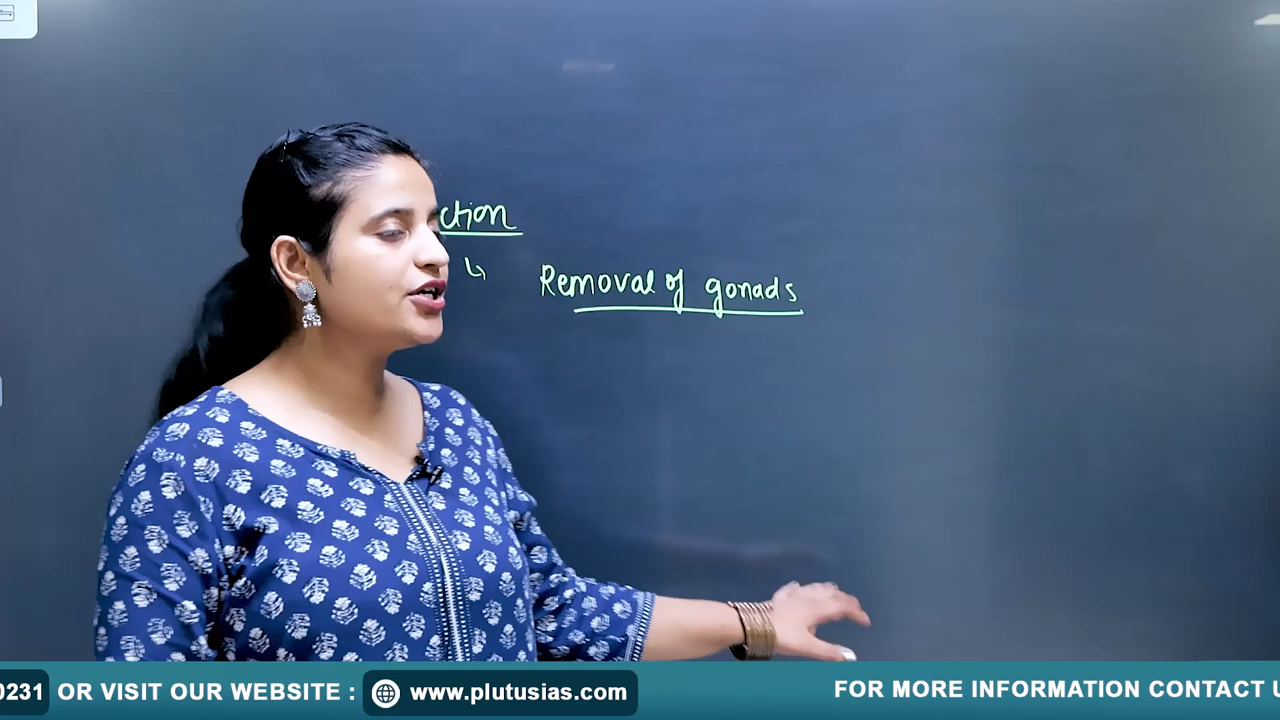 ction
Removal of gonads
0231 OR VISIT OUR WEBSITE : www.plutusias.com FOR MORE INFORMATION CONTACT U